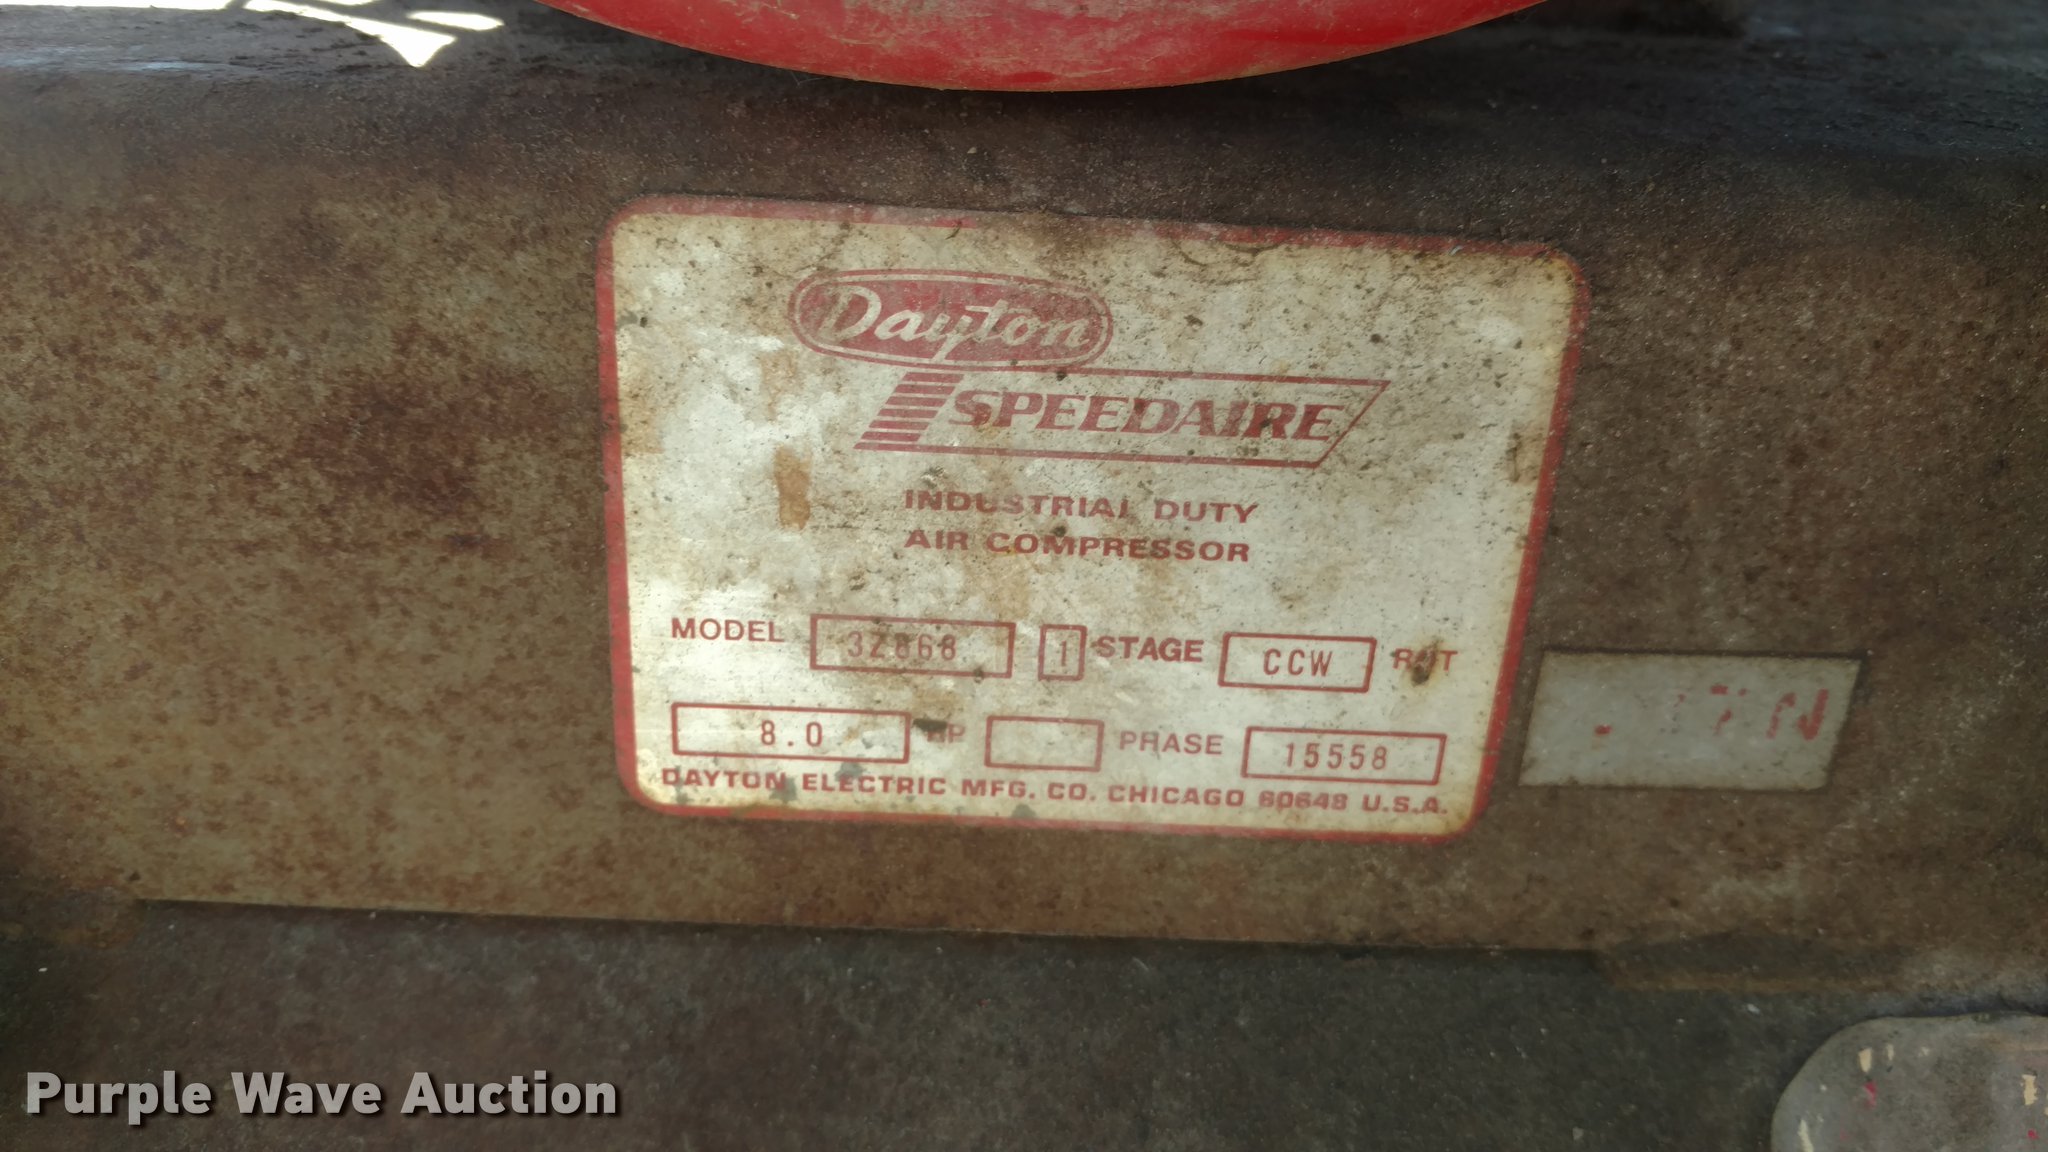 Dayton
SPEEDAIRE
INDUSTRIAL DUTY
AIR COMPRESSOR
MODEL 3Z868 1 STAGE CCW ROT
8.0 HP PHASE 15558
DAYTON ELECTRIC MFG. CO. CHICAGO 60648 U.S.A.
Purple Wave Auction